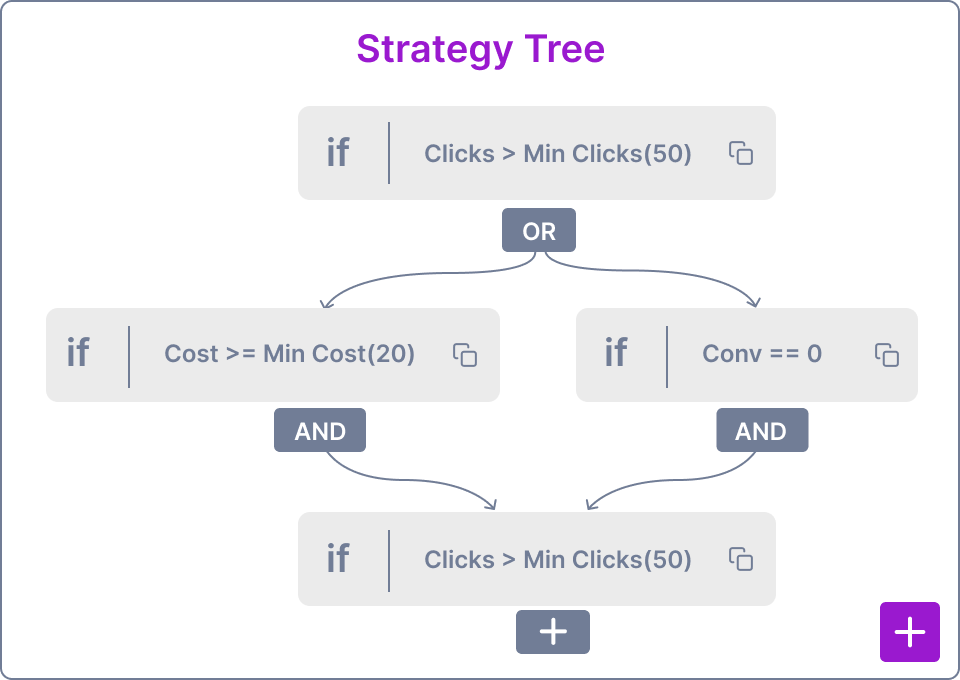 Strategy Tree
if
Clicks > Min Clicks(50)
OR
if
Cost >= Min Cost(20)
if
Conv == 0
AND
AND
if
Clicks > Min Clicks(50)